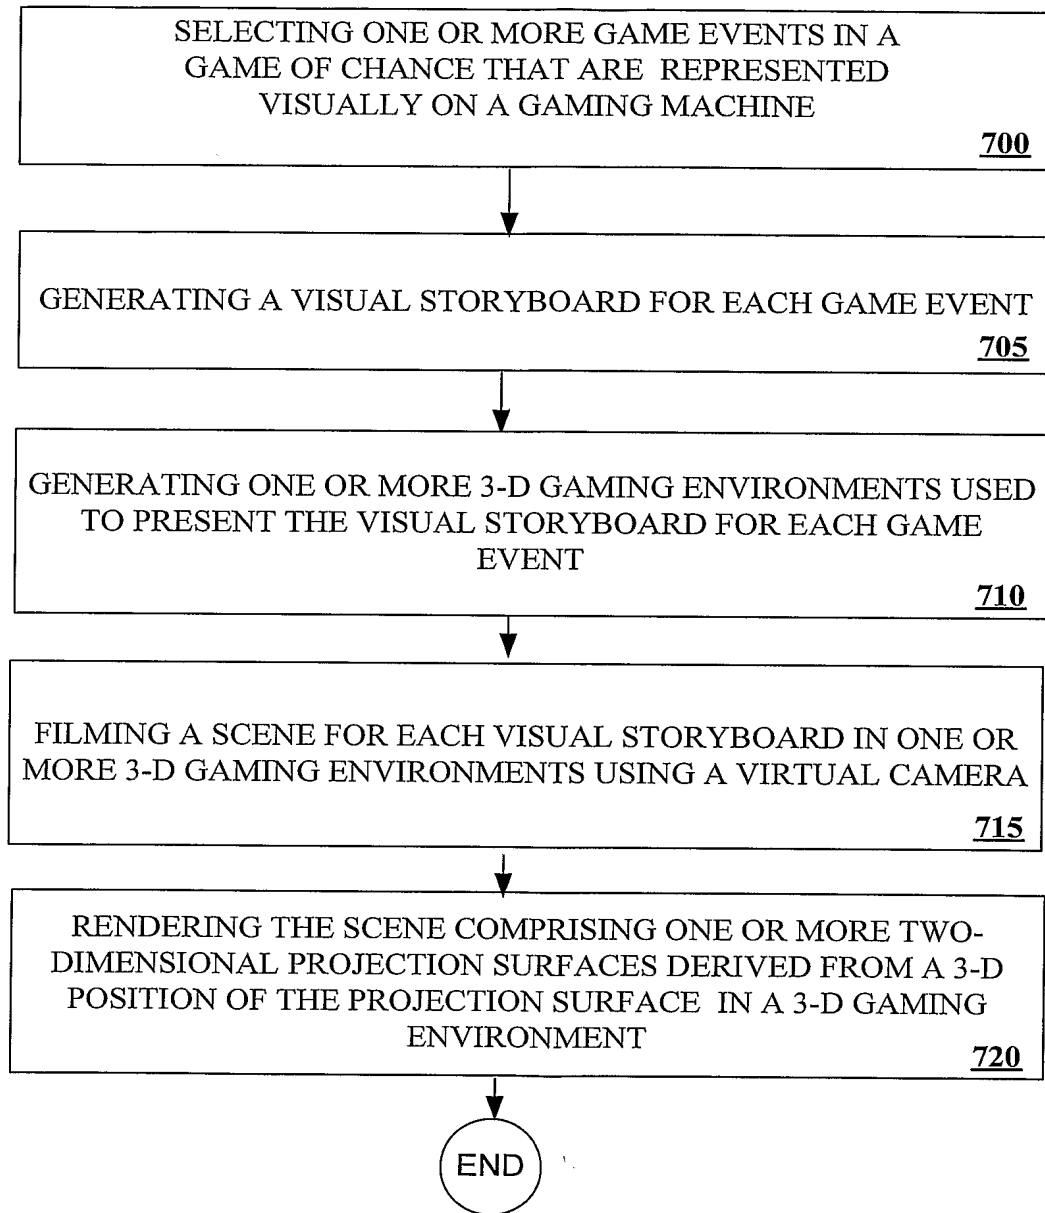 SELECTING ONE OR MORE GAME EVENTS IN A
GAME OF CHANCE THAT ARE REPRESENTED
VISUALLY ON A GAMING MACHINE
700
GENERATING A VISUAL STORYBOARD FOR EACH GAME EVENT
705
GENERATING ONE OR MORE 3-D GAMING ENVIRONMENTS USED
TO PRESENT THE VISUAL STORYBOARD FOR EACH GAME
EVENT
710
FILMING A SCENE FOR EACH VISUAL STORYBOARD IN ONE OR
MORE 3-D GAMING ENVIRONMENTS USING A VIRTUAL CAMERA
715
RENDERING THE SCENE COMPRISING ONE OR MORE TWO-
DIMENSIONAL PROJECTION SURFACES DERIVED FROM A 3-D
POSITION OF THE PROJECTION SURFACE IN A 3-D GAMING
ENVIRONMENT
720
END